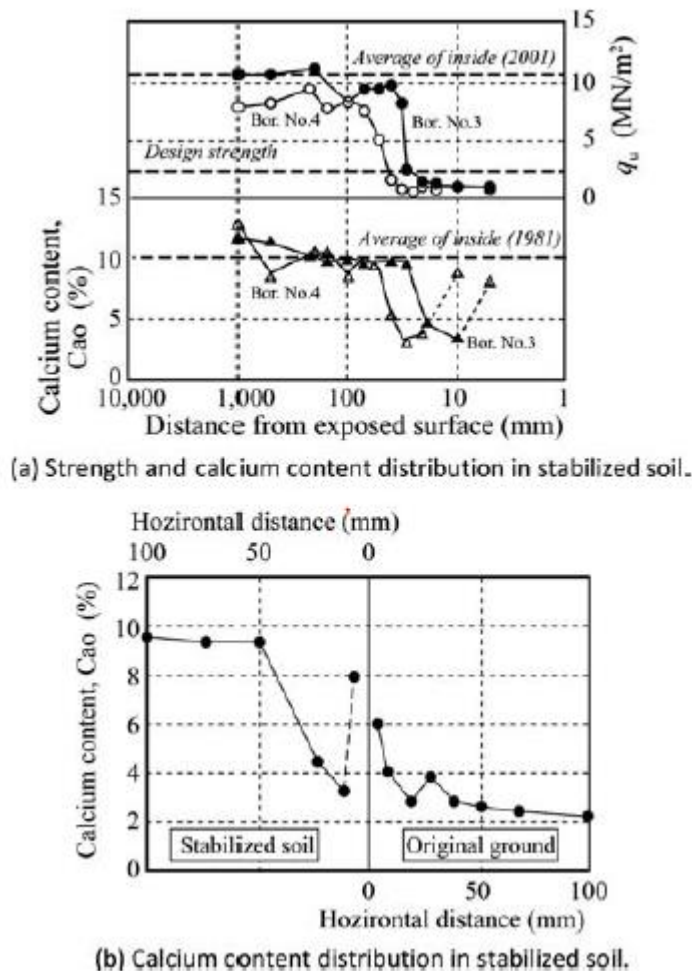 15
Average of inside (2001)
10
Bor. No.4
Bor. No.3
5
Design strength
0
qu (MN/m²)
15
Average of inside (1981)
10
Bor. No.4
5
Bor. No.3
0
Calcium content,
Cao (%)
10,000 1,000 100 10 1
Distance from exposed surface (mm)
(a) Strength and calcium content distribution in stabilized soil.
Hozirontal distance (mm)
100 50 0
12
10
8
6
4
2
0
Calcium content, Cao (%)
Stabiliized soil
Original ground
0 50 100
Hozirontal distance (mm)
(b) Calcium content distribution in stabilized soil.